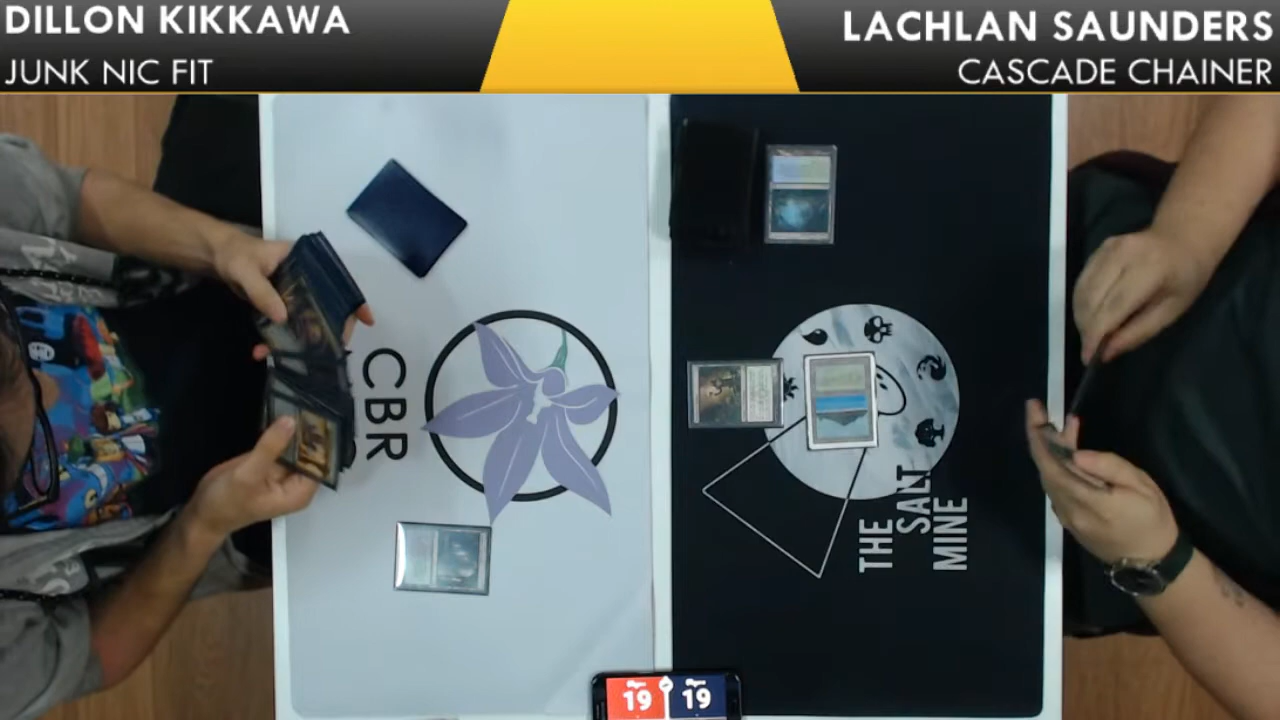 DILLON KIKKAWA
JUNK NIC FIT
LACHLAN SAUNDERS
CASCADE CHAINER
CBR
THE
SALT
MINE
19
19